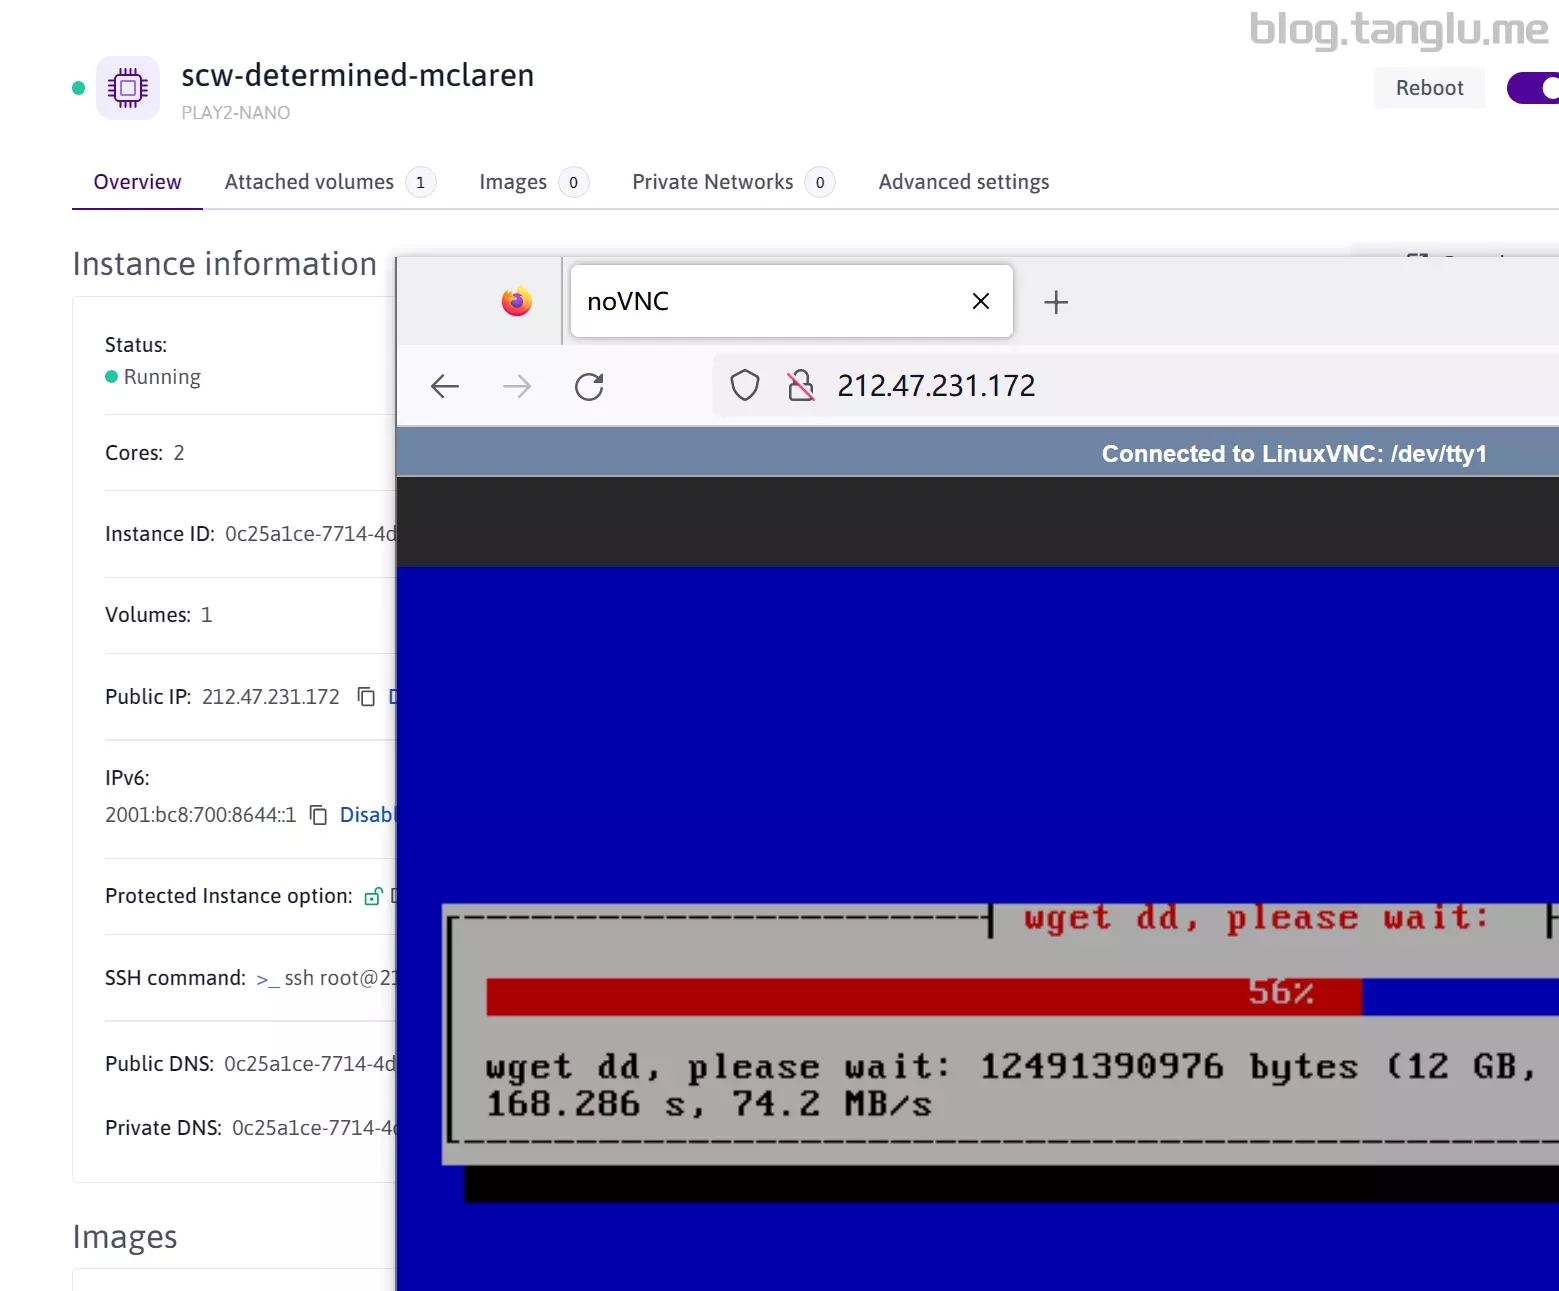 blog.tanglu.me
scw-determined-mclaren
PLAY2-NANO
Reboot
Overview
Attached volumes 1
Images 0
Private Networks 0
Advanced settings
Instance information
Status:
Running
Cores: 2
Instance ID: 0c25a1ce-7714-4d
Volumes: 1
Public IP: 212.47.231.172
IPv6:
2001:bc8:700:8644::1 Disabl
Protected Instance option:
SSH command: >_ ssh root@21
Public DNS: 0c25a1ce-7714-4d
Private DNS: 0c25a1ce-7714-4
Images
noVNC
212.47.231.172
Connected to LinuxVNC: /dev/tty1
wget dd, please wait:
56%
wget dd, please wait: 12491390976 bytes (12 GB,
168.286 s, 74.2 MB/s